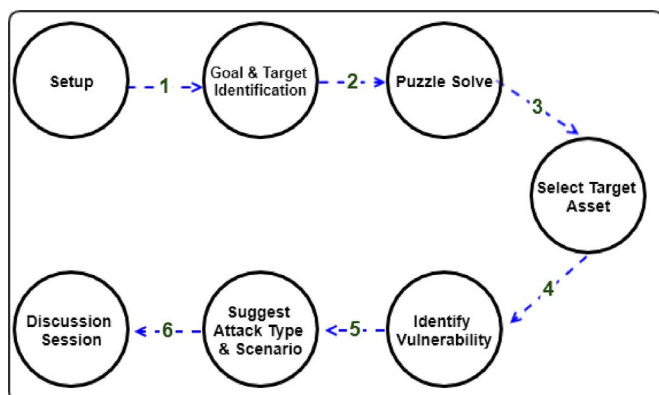 Setup
1
Goal & Target
Identification
2
Puzzle Solve
3
Select Target
Asset
4
Identify
Vulnerability
5
Suggest
Attack Type
& Scenario
6
Discussion
Session